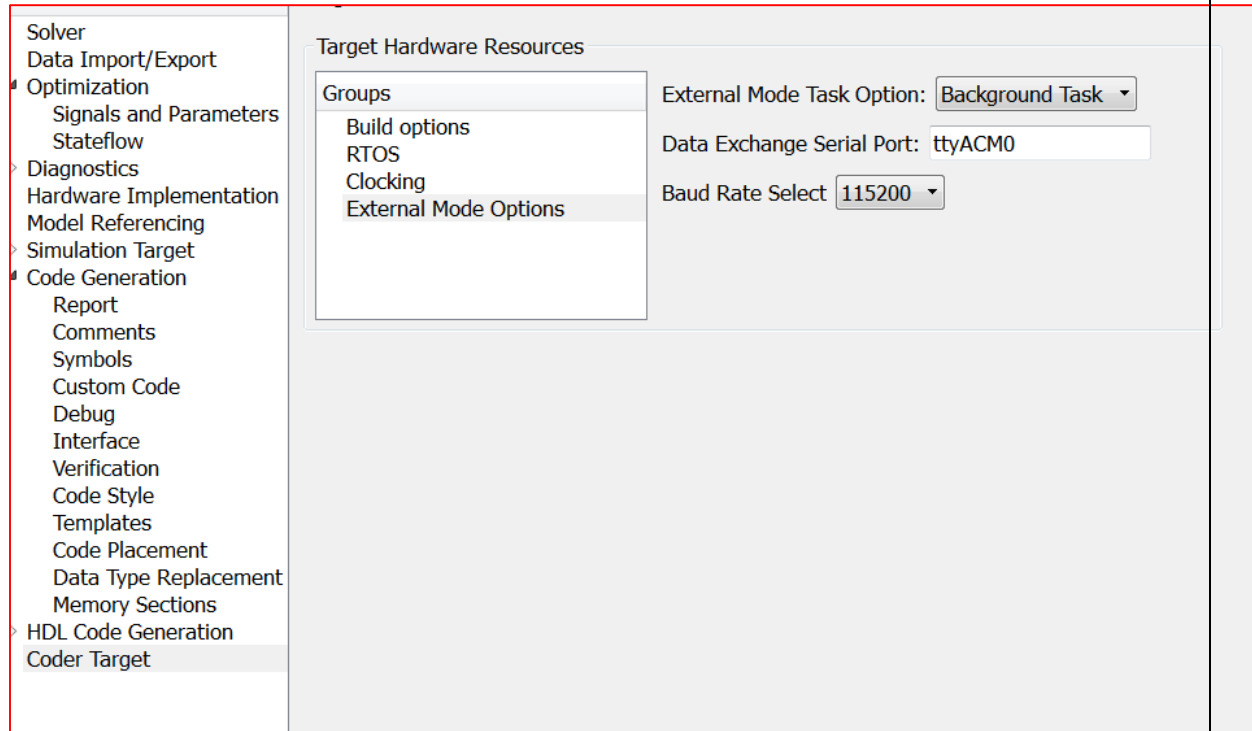 Solver
Data Import/Export
Optimization
Signals and Parameters
Stateflow
Diagnostics
Hardware Implementation
Model Referencing
Simulation Target
Code Generation
Report
Comments
Symbols
Custom Code
Debug
Interface
Verification
Code Style
Templates
Code Placement
Data Type Replacement
Memory Sections
HDL Code Generation
Coder Target
Target Hardware Resources
Groups
Build options
RTOS
Clocking
External Mode Options
External Mode Task Option: Background Task
Data Exchange Serial Port: ttyACM0
Baud Rate Select 115200